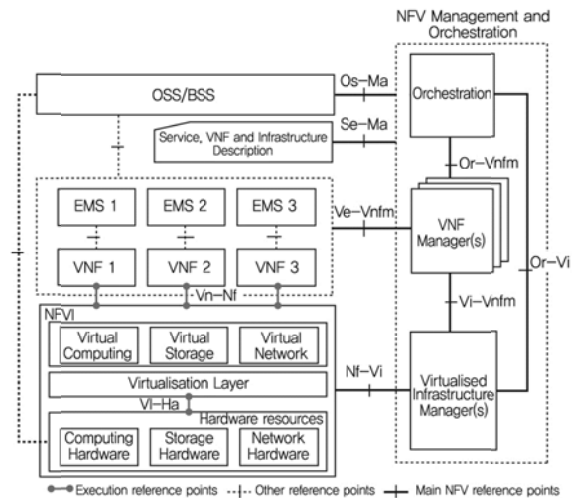 NFV Management and
Orchestration
OSS/BSS
Os-Ma
Orchestration
Se-Ma
Service, VNF and Infrastructure
Description
Or-Vnfm
EMS 1
EMS 2
EMS 3
Ve-Vnfm
VNF
Manager(s)
VNF 1
VNF 2
VNF 3
Or-Vi
Vn-Nf
NFVI
Vi-Vnfm
Virtual
Computing
Virtual
Storage
Virtual
Network
Nf-Vi
Virtualised
Infrastructure
Manager(s)
Virtualisation Layer
Vl-Ha
Hardware resources
Computing
Hardware
Storage
Hardware
Network
Hardware
Execution reference points
Other reference points
Main NFV reference points